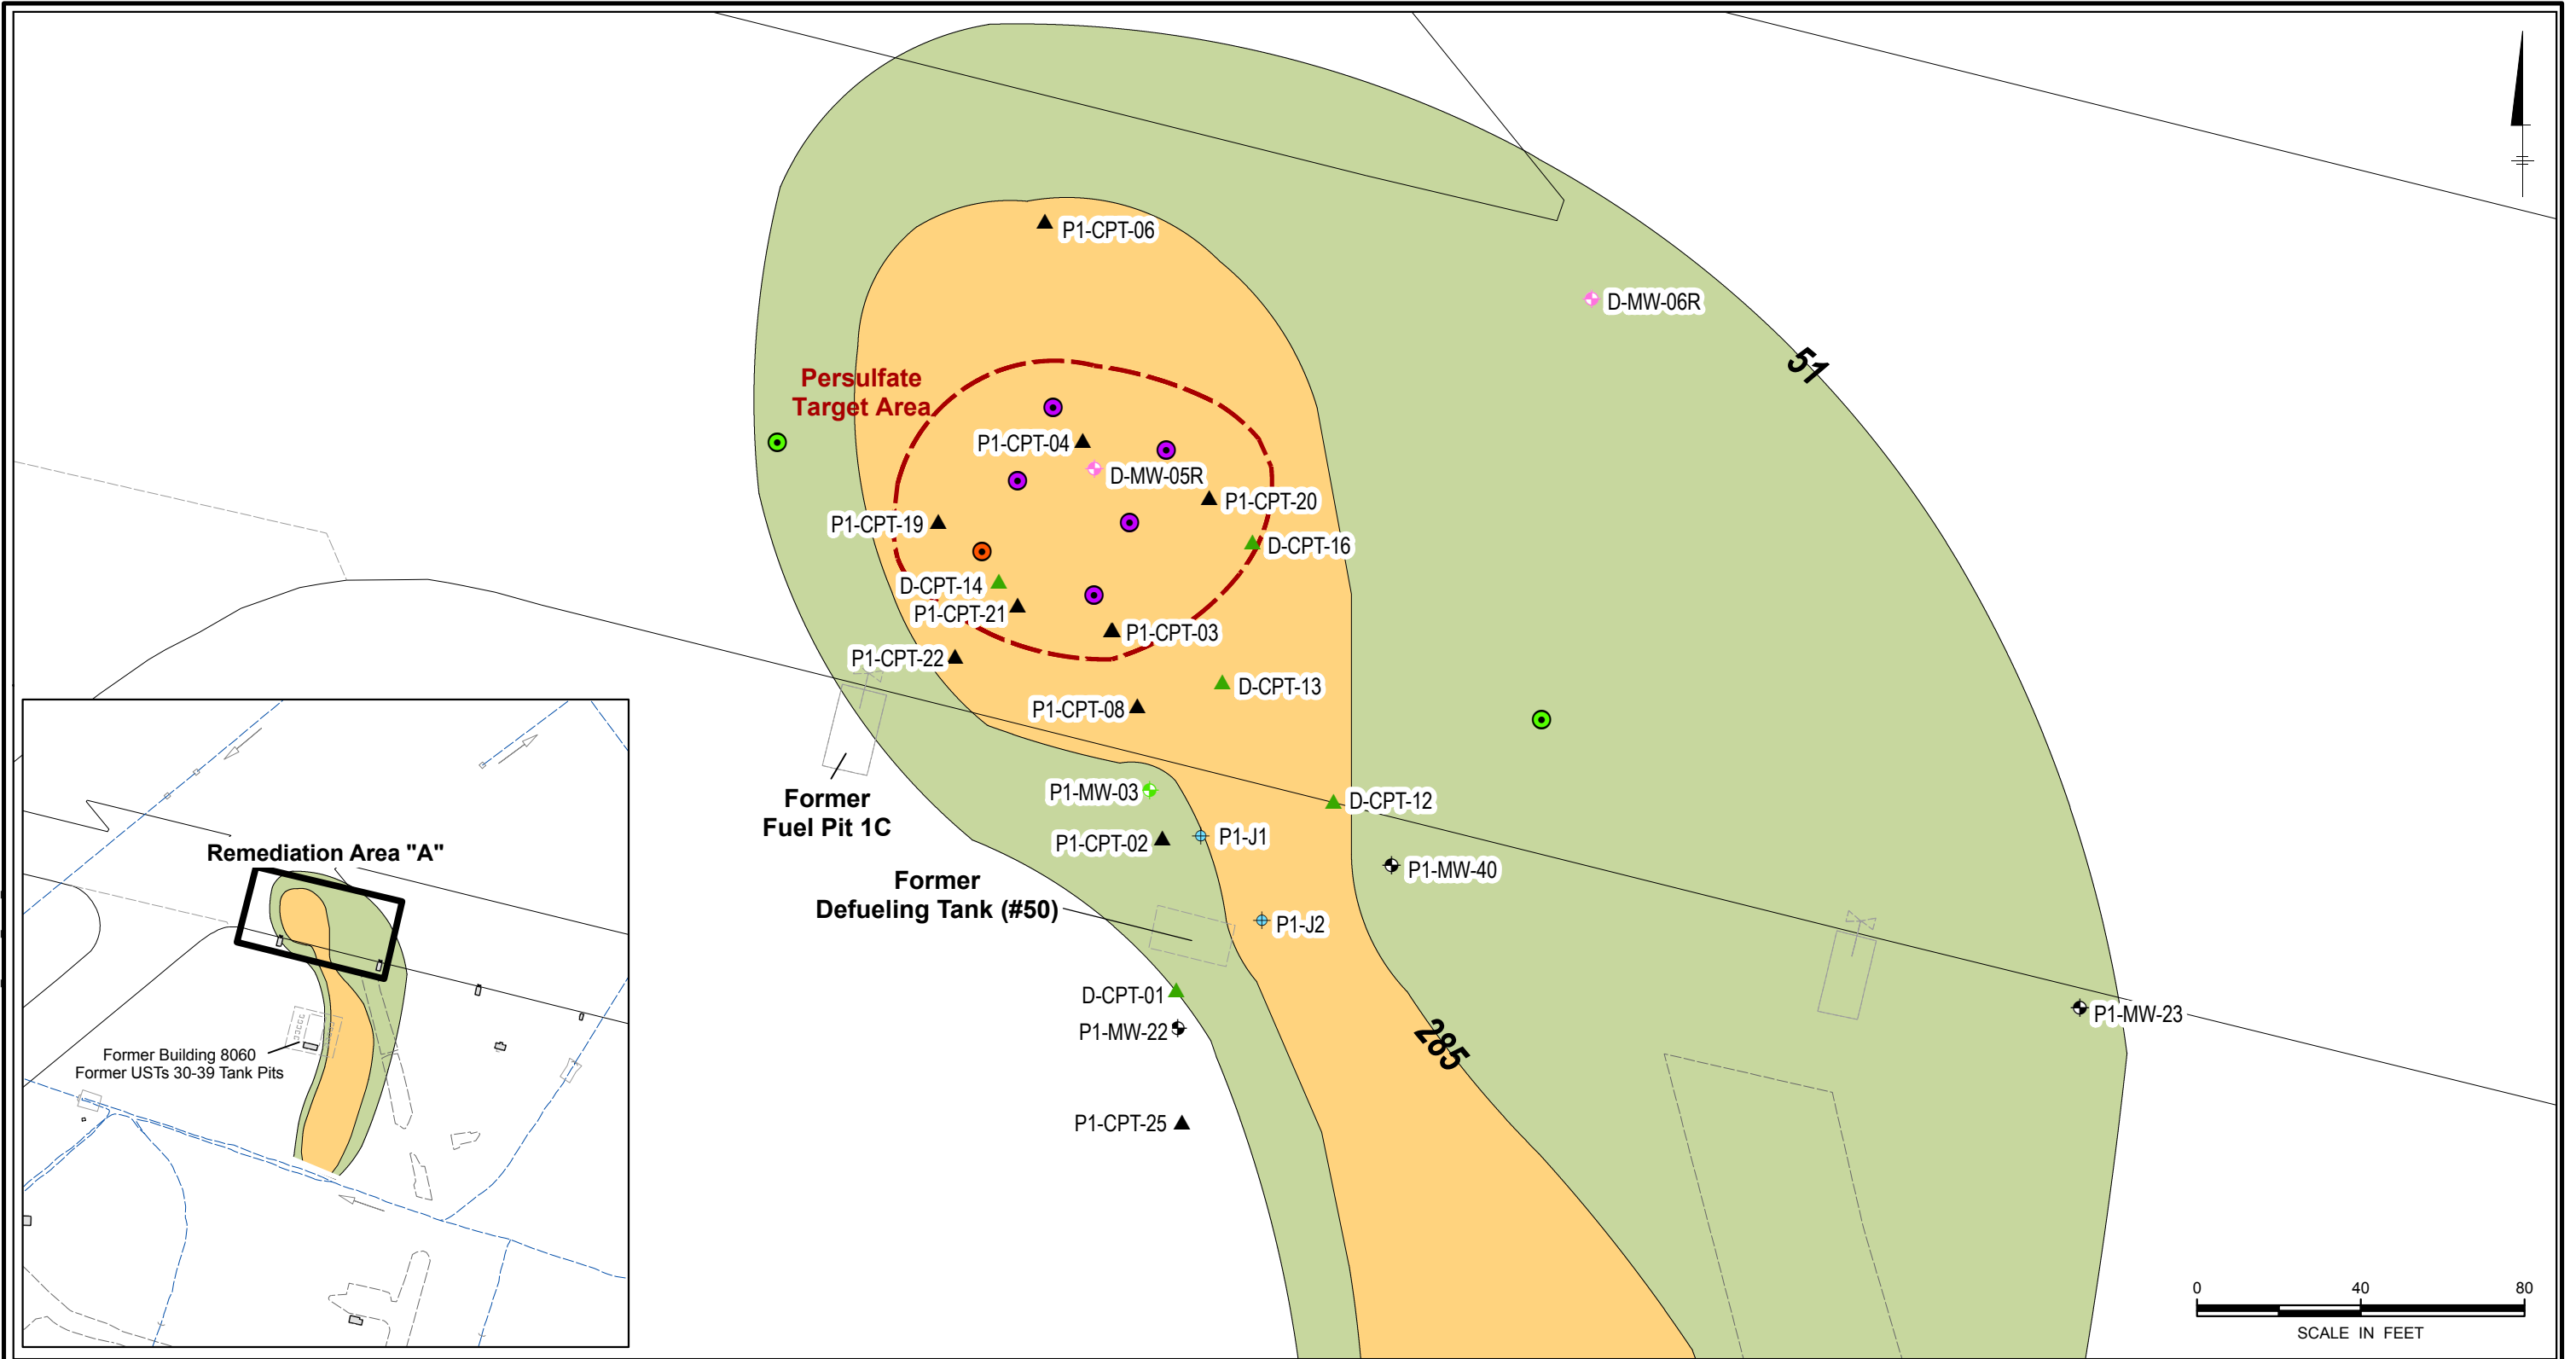 P1-CPT-06
D-MW-06R
51
Persulfate
Target Area
P1-CPT-04
D-MW-05R
P1-CPT-20
P1-CPT-19
D-CPT-16
D-CPT-14
P1-CPT-21
P1-CPT-03
P1-CPT-22
D-CPT-13
P1-CPT-08
P1-MW-03
Former
Fuel Pit 1C
D-CPT-12
P1-J1
P1-CPT-02
P1-MW-40
Former
Defueling Tank (#50)
P1-J2
D-CPT-01
P1-MW-22
P1-MW-23
285
P1-CPT-25
Remediation Area "A"
Former Building 8060
Former USTs 30-39 Tank Pits
0 40 80
SCALE IN FEET